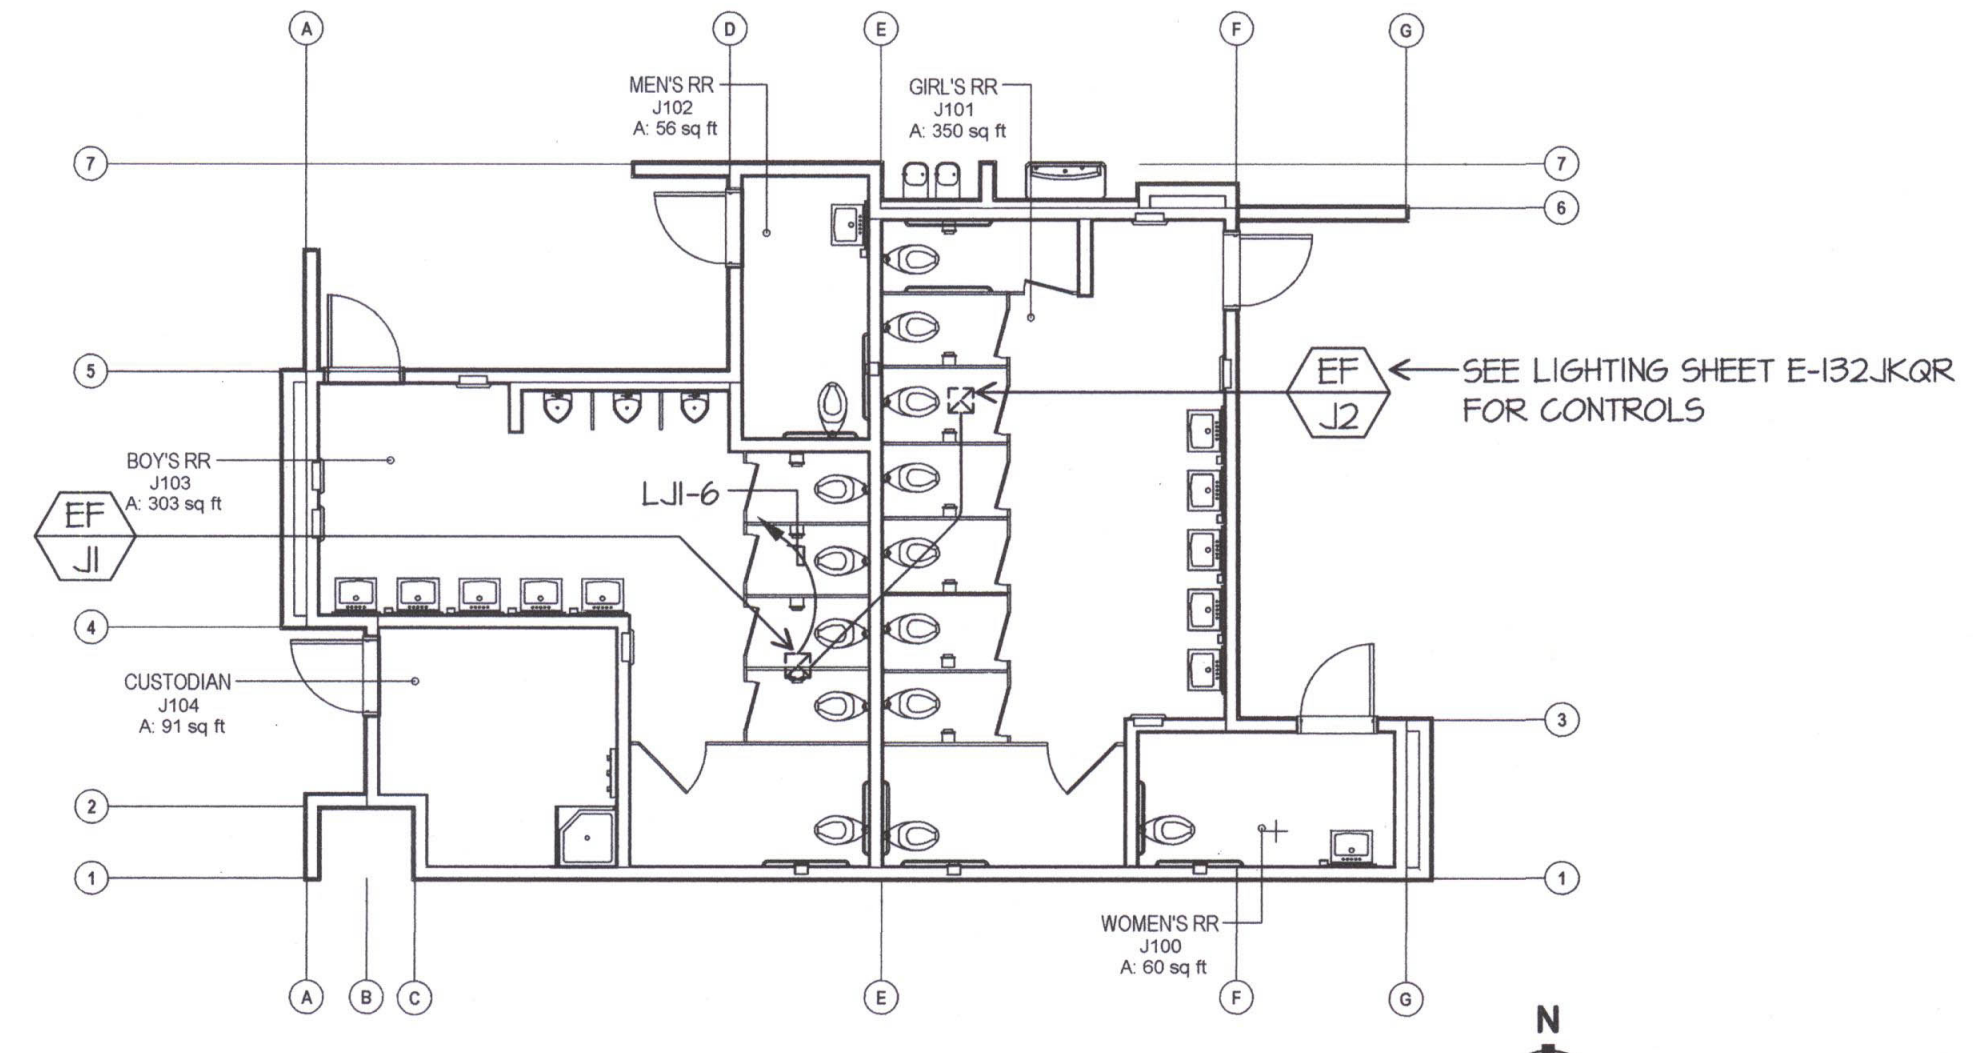 A
D
E
F
G
MEN'S RR
J102
A: 56 sq ft
GIRL'S RR
J101
A: 350 sq ft
7
7
6
5
EF
J2
SEE LIGHTING SHEET E-132JKQR
FOR CONTROLS
BOY'S RR
J103
A: 303 sq ft
EF
J1
LJ1-6
4
CUSTODIAN
J104
A: 91 sq ft
3
2
1
1
WOMEN'S RR
J100
A: 60 sq ft
A
B
C
E
F
G
N